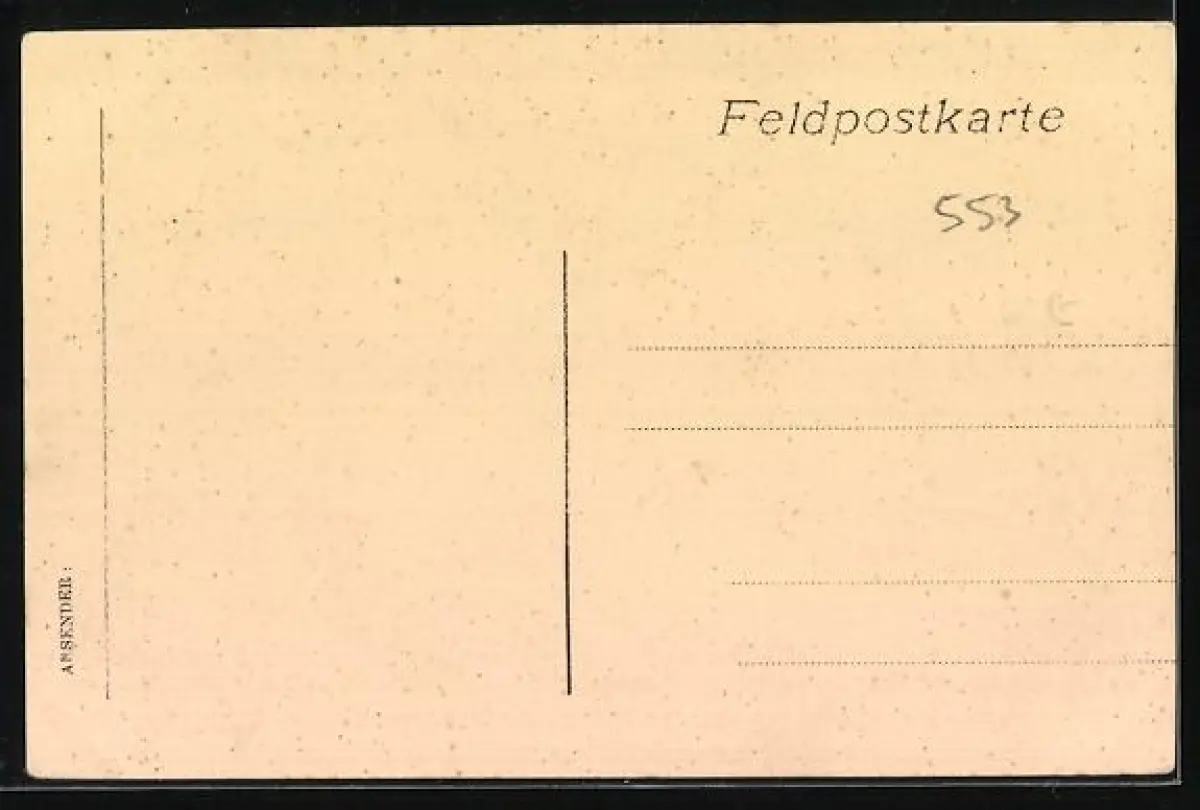 Feldpostkarte
553
ABSENDER: